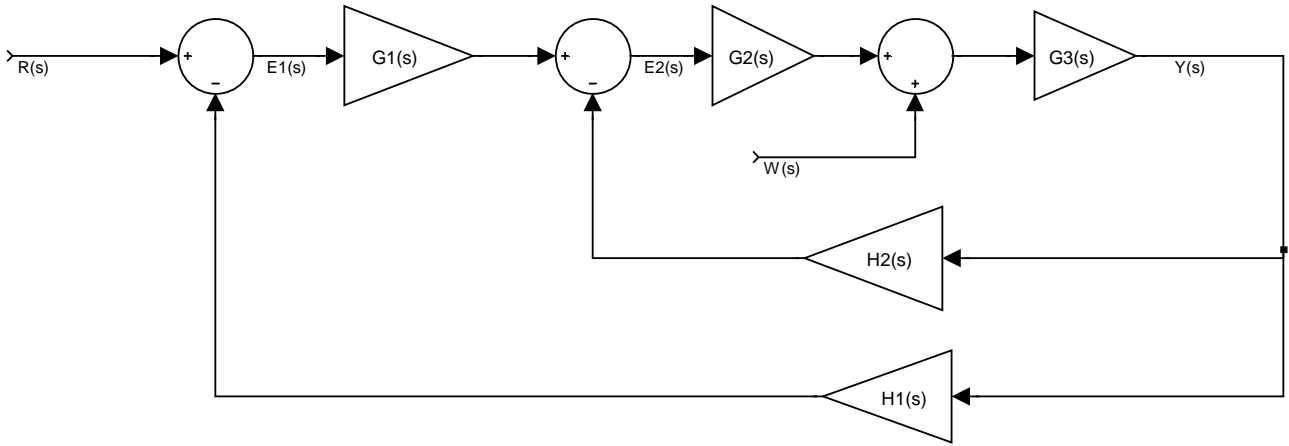 R(s)
+
−
E1(s)
G1(s)
+
−
E2(s)
G2(s)
+
+
G3(s)
Y(s)
W(s)
H2(s)
H1(s)